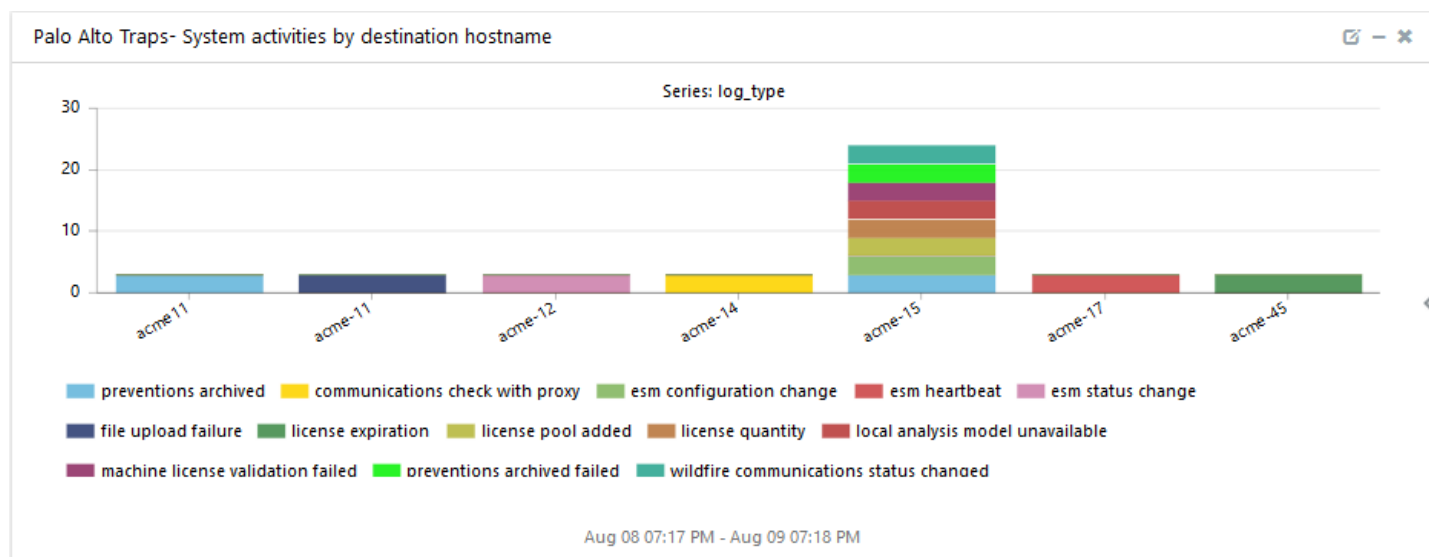 Palo Alto Traps- System activities by destination hostname
Series: log_type
30
20
10
0
acme11
acme-11
acme-12
acme-14
acme-15
acme-17
acme-45
preventions archived communications check with proxy esm configuration change esm heartbeat esm status change
file upload failure license expiration license pool added license quantity local analysis model unavailable
machine license validation failed preventions archived failed wildfire communications status changed
Aug 08 07:17 PM - Aug 09 07:18 PM